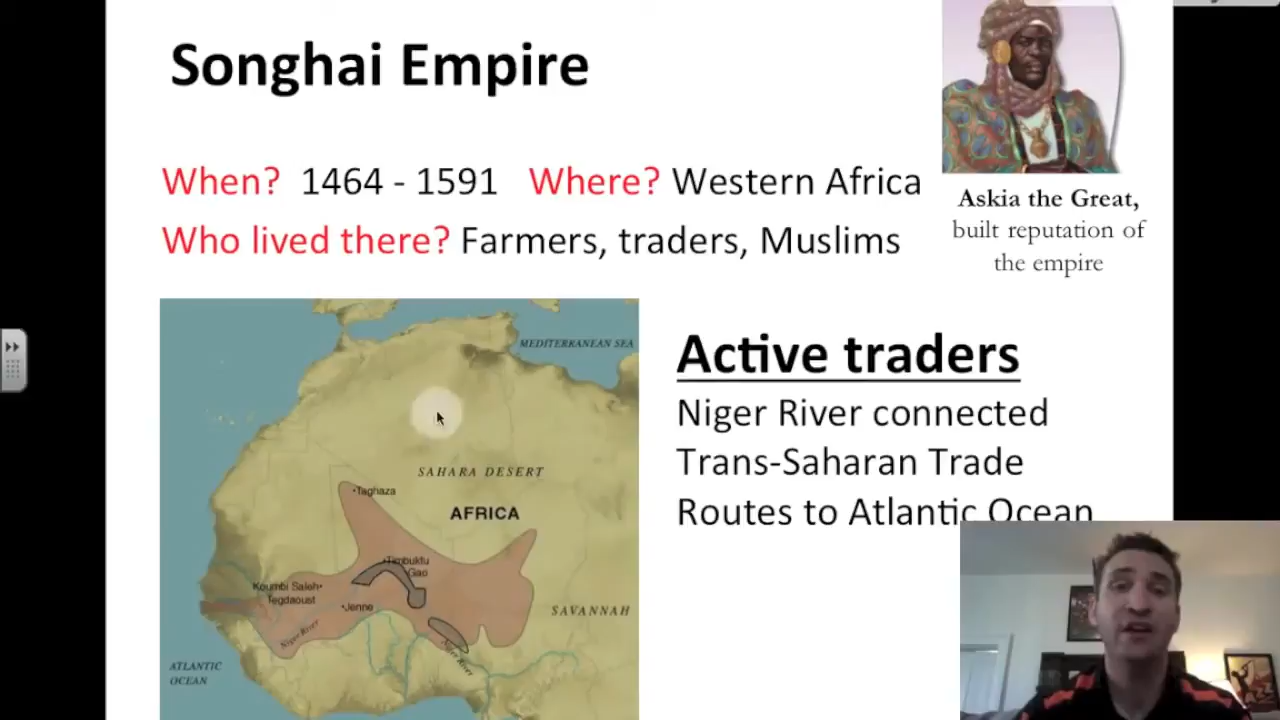 Songhai Empire
When? 1464 - 1591 Where? Western Africa
Who lived there? Farmers, traders, Muslims
Askia the Great,
built reputation of
the empire
Active traders
Niger River connected
Trans-Saharan Trade
Routes to Atlantic Ocean
MEDITERRANEAN SEA
SAHARA DESERT
Taghaza
AFRICA
Timbuktu
Gao
Koumbi Saleh
Tegdaoust
Jenne
SAVANNAH
Niger River
Niger River
ATLANTIC
OCEAN